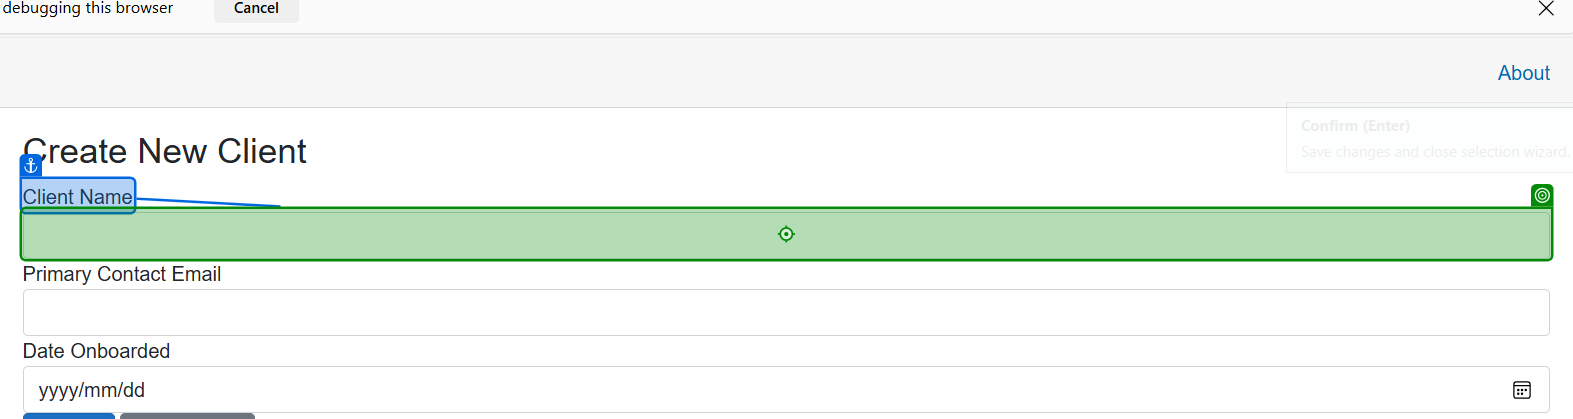 debugging this browser Cancel
About
Confirm (Enter)
Save changes and close selection wizard.
Create New Client
Client Name
Primary Contact Email
Date Onboarded
yyyy/mm/dd